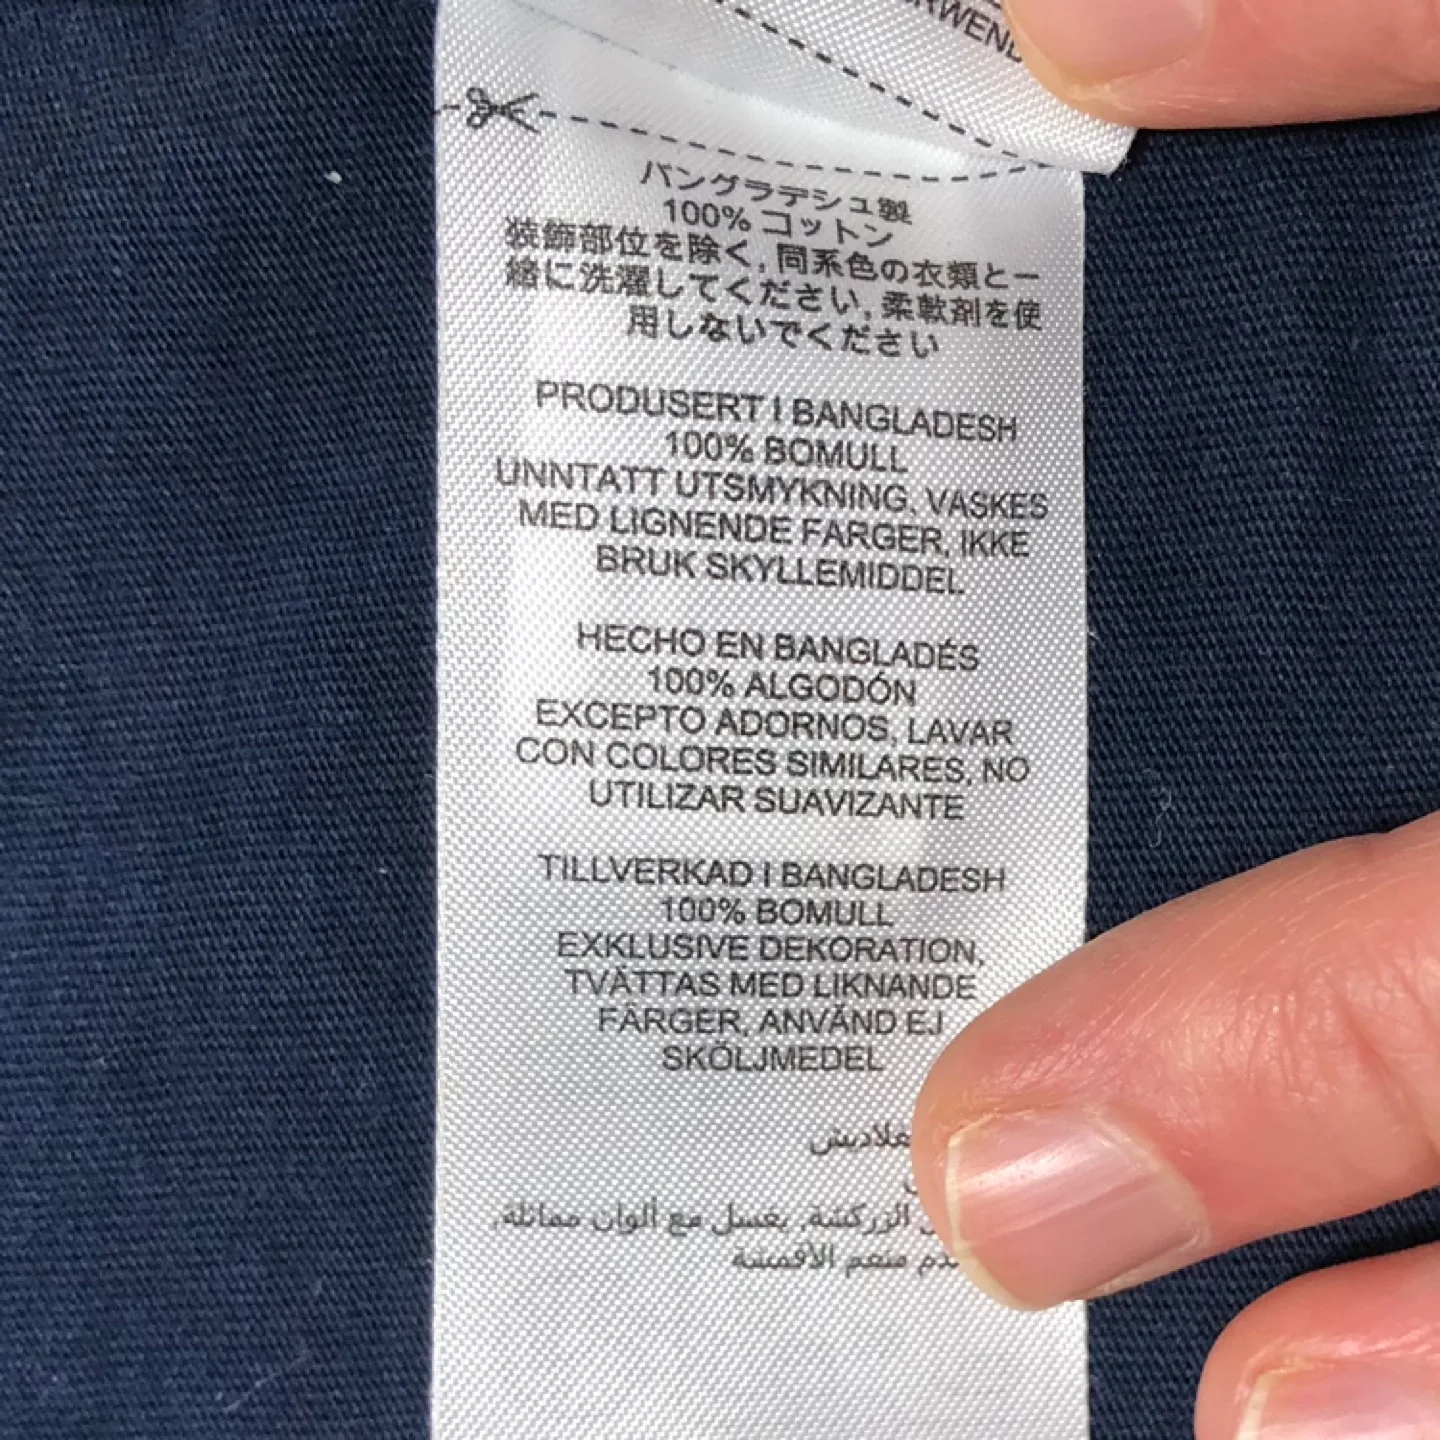 バングラデシュ製
100% コットン
装飾部位を除く, 同系色の衣類と一
緒に洗濯してください, 柔軟剤を使
用しないでください
PRODUSERT I BANGLADESH
100% BOMULL
UNNTATT UTSMYKNING, VASKES
MED LIGNENDE FARGER, IKKE
BRUK SKYLLEMIDDEL
HECHO EN BANGLADÉS
100% ALGODÓN
EXCEPTO ADORNOS, LAVAR
CON COLORES SIMILARES, NO
UTILIZAR SUAVIZANTE
TILLVERKAD I BANGLADESH
100% BOMULL
EXKLUSIVE DEKORATION,
TVÄTTAS MED LIKNANDE
FÄRGER, ANVÄND EJ
SKÖLJMEDEL
الزركشة, يغسل مع ألوان مماثلة,
منعم الأقمشة